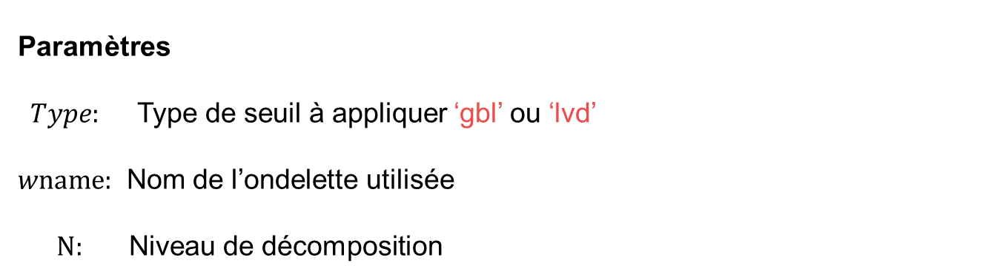 Paramètres
Type: Type de seuil à appliquer ‘gbl’ ou ‘lvd’
wname: Nom de l’ondelette utilisée
N: Niveau de décomposition